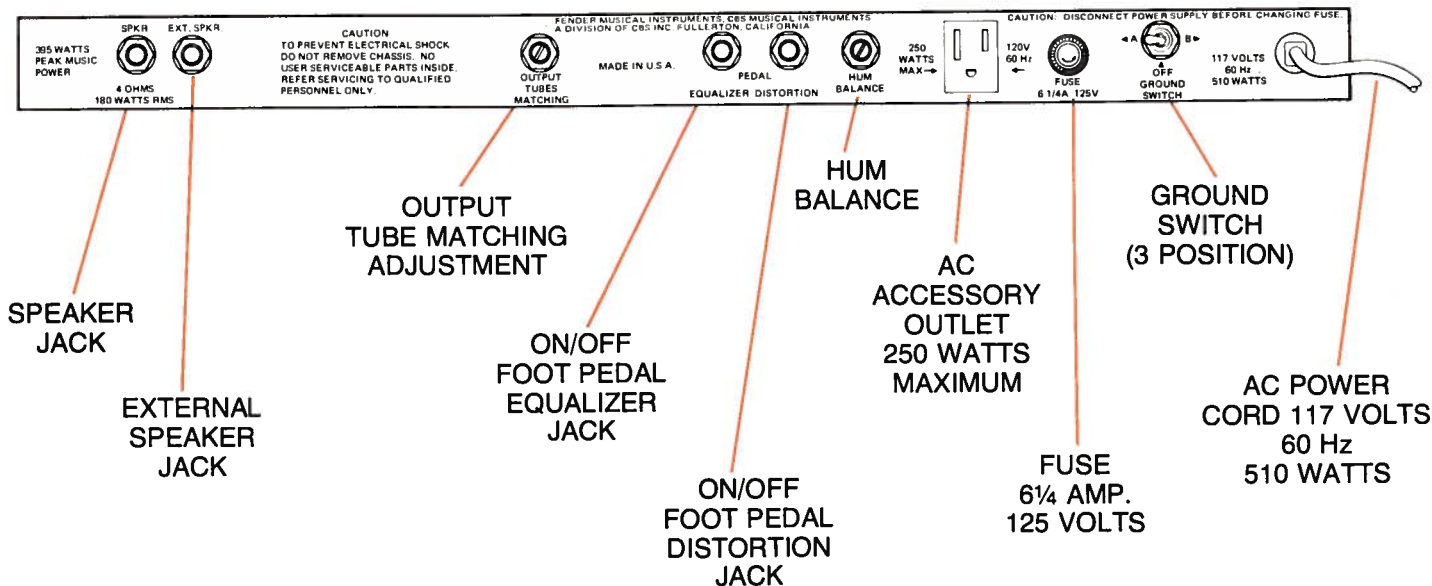 SPKR
EXT. SPKR.
395 WATTS
PEAK MUSIC
POWER
4 OHMS
180 WATTS RMS
CAUTION
TO PREVENT ELECTRICAL SHOCK
DO NOT REMOVE CHASSIS. NO
USER SERVICEABLE PARTS INSIDE.
REFER SERVICING TO QUALIFIED
PERSONNEL ONLY.
OUTPUT
TUBES
MATCHING
FENDER MUSICAL INSTRUMENTS, CBS MUSICAL INSTRUMENTS
A DIVISION OF CBS INC. FULLERTON, CALIFORNIA
MADE IN U.S.A.
PEDAL
EQUALIZER DISTORTION
HUM
BALANCE
250
WATTS
MAX→
120V
60 Hz
←
CAUTION: DISCONNECT POWER SUPPLY BEFORE CHANGING FUSE.
FUSE
6 1/4A 125V
◄A
B►
▲
OFF
GROUND
SWITCH
117 VOLTS
60 Hz
510 WATTS
SPEAKER
JACK
EXTERNAL
SPEAKER
JACK
OUTPUT
TUBE MATCHING
ADJUSTMENT
ON/OFF
FOOT PEDAL
EQUALIZER
JACK
ON/OFF
FOOT PEDAL
DISTORTION
JACK
HUM
BALANCE
AC
ACCESSORY
OUTLET
250 WATTS
MAXIMUM
FUSE
6¼ AMP.
125 VOLTS
GROUND
SWITCH
(3 POSITION)
AC POWER
CORD 117 VOLTS
60 Hz
510 WATTS